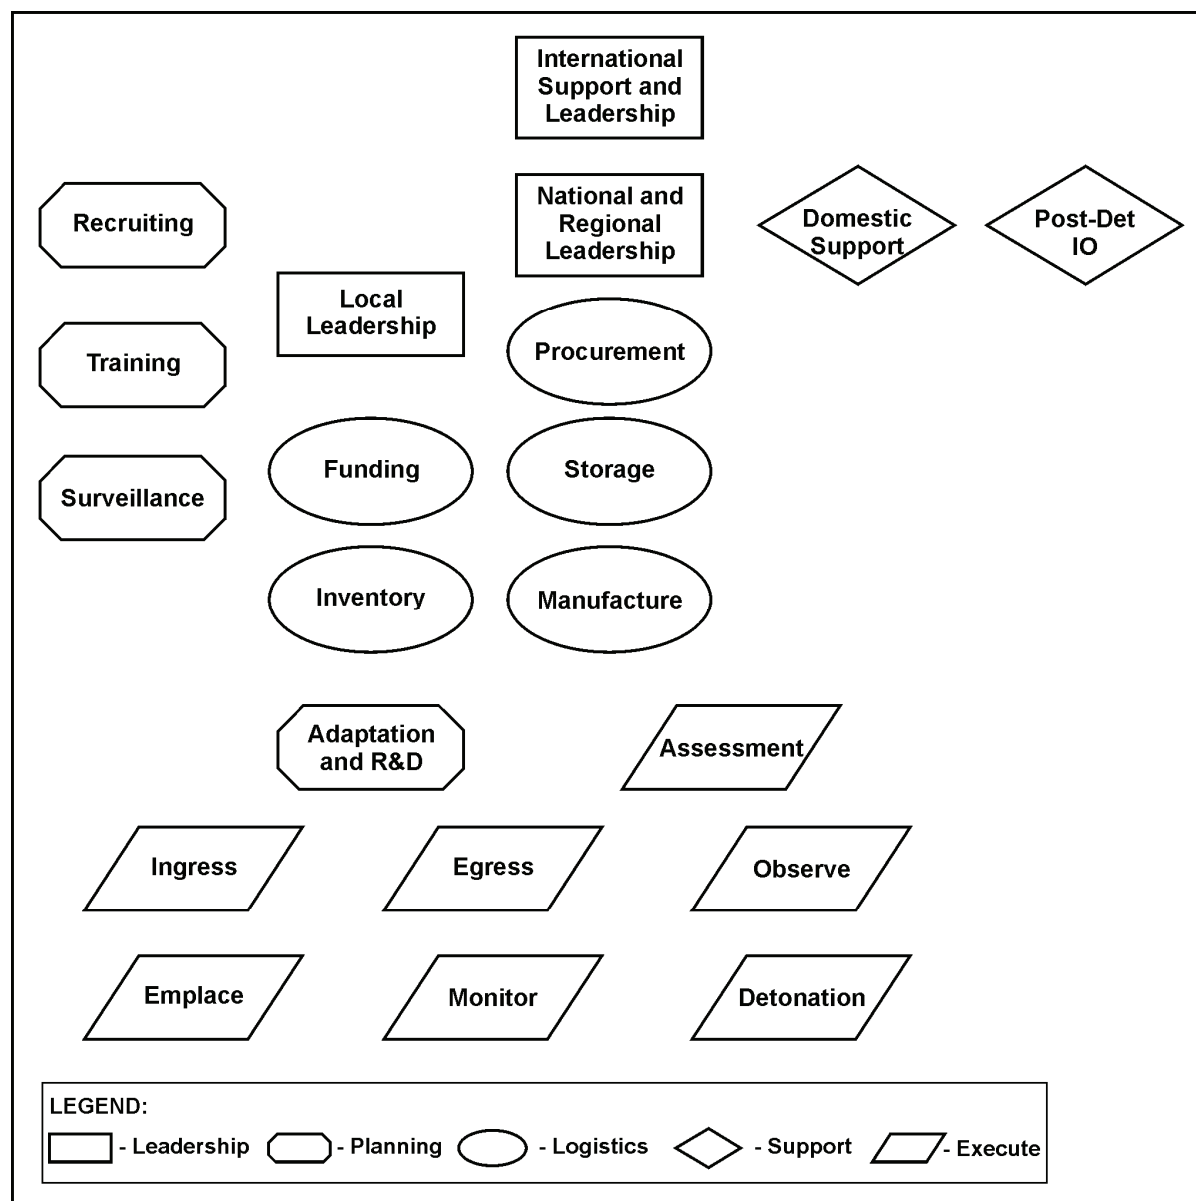 International
Support and
Leadership
National and
Regional
Leadership
Domestic
Support
Post-Det
IO
Recruiting
Local
Leadership
Procurement
Training
Funding
Storage
Surveillance
Inventory
Manufacture
Adaptation
and R&D
Assessment
Ingress
Egress
Observe
Emplace
Monitor
Detonation
LEGEND:
- Leadership - Planning - Logistics - Support - Execute